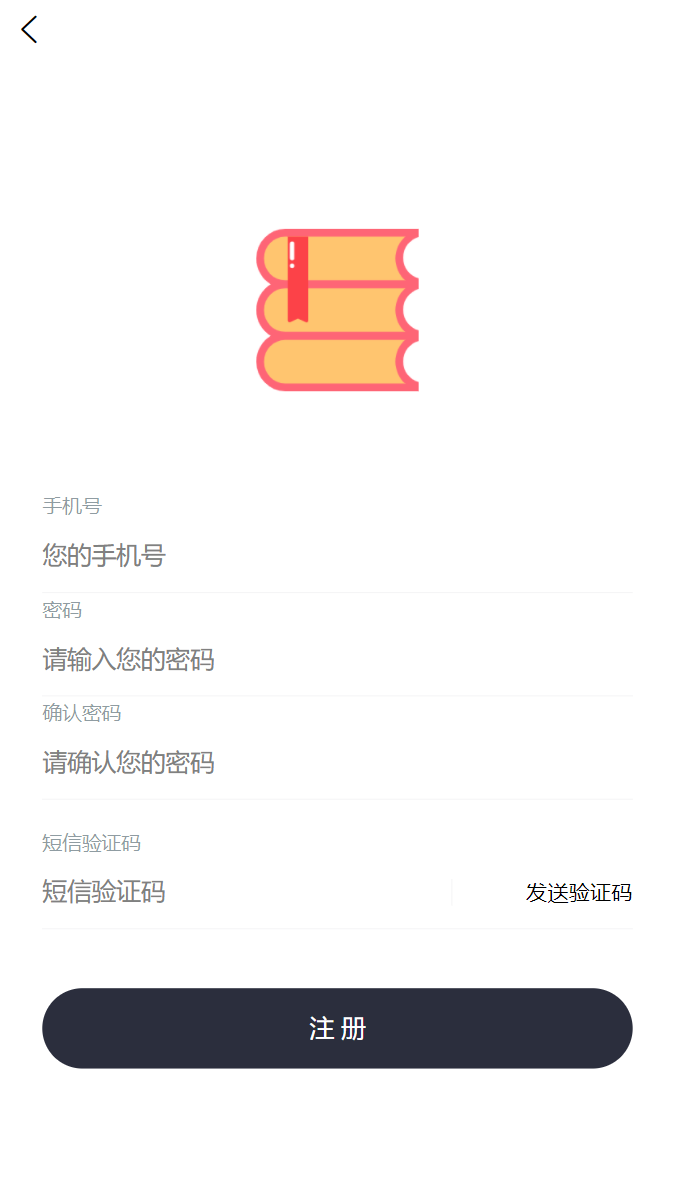 手机号
您的手机号
密码
请输入您的密码
确认密码
请确认您的密码
短信验证码
短信验证码 发送验证码
注 册